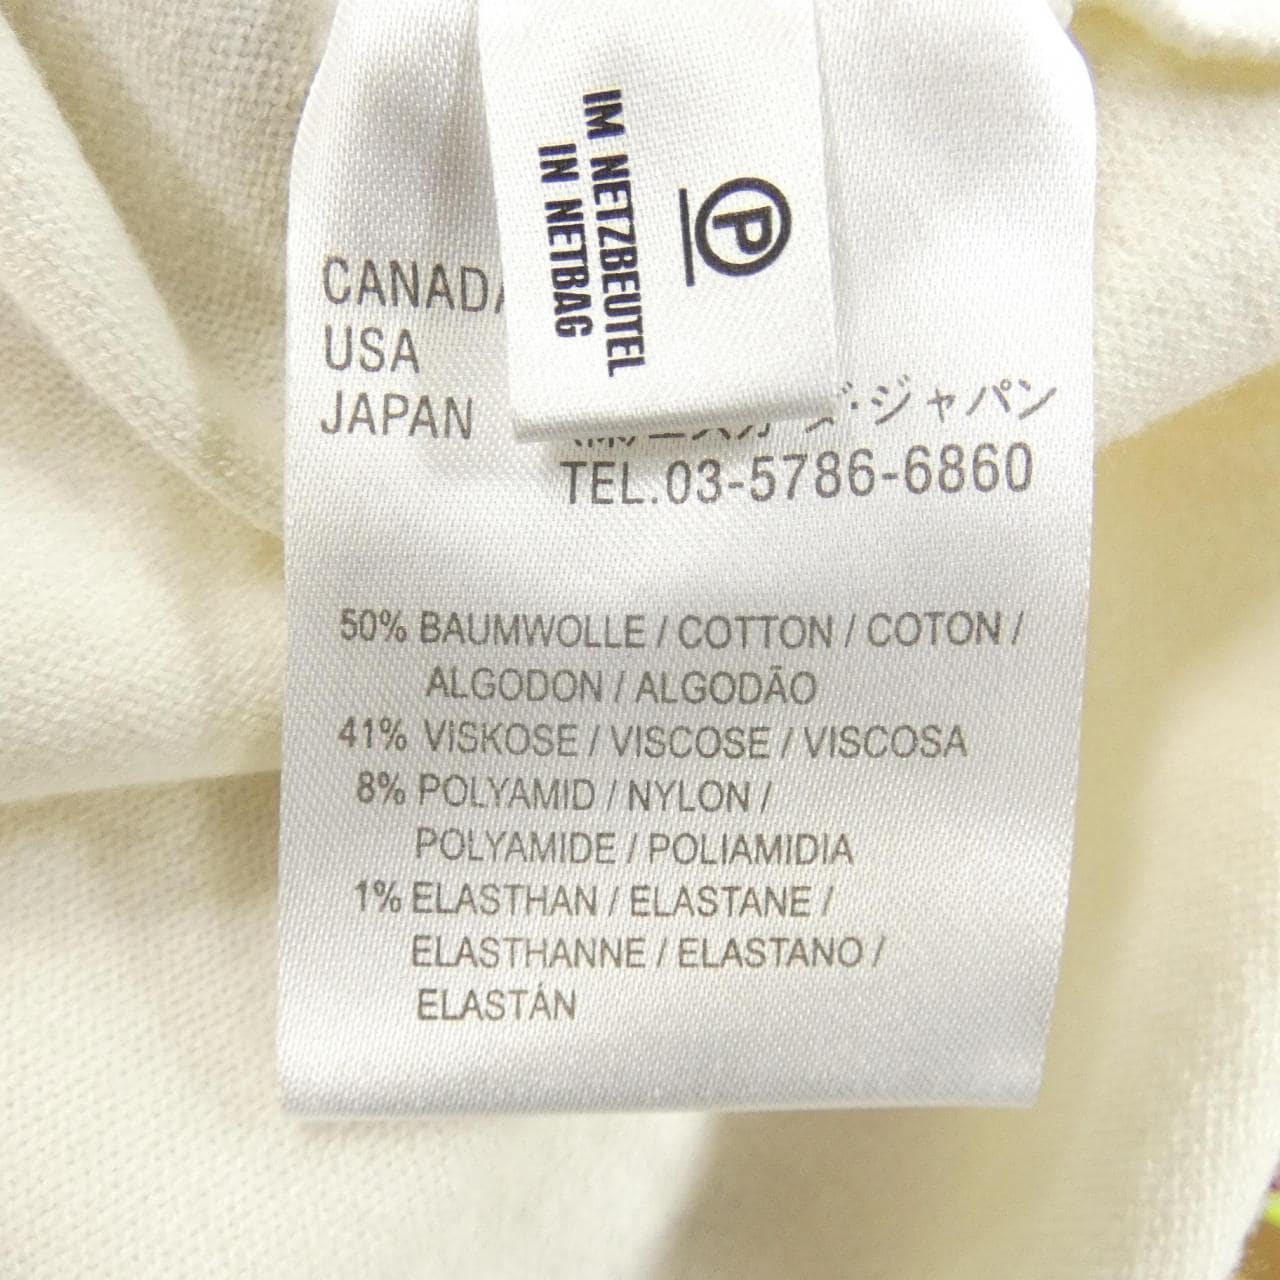 IM NETZBEUTEL
IN NETBAG
P
CANADA
USA
JAPAN
ズ・ジャパン
TEL.03-5786-6860
50% BAUMWOLLE / COTTON / COTON /
ALGODON / ALGODÃO
41% VISKOSE / VISCOSE / VISCOSA
8% POLYAMID / NYLON /
POLYAMIDE / POLIAMIDIA
1% ELASTHAN / ELASTANE /
ELASTHANNE / ELASTANO /
ELASTÁN